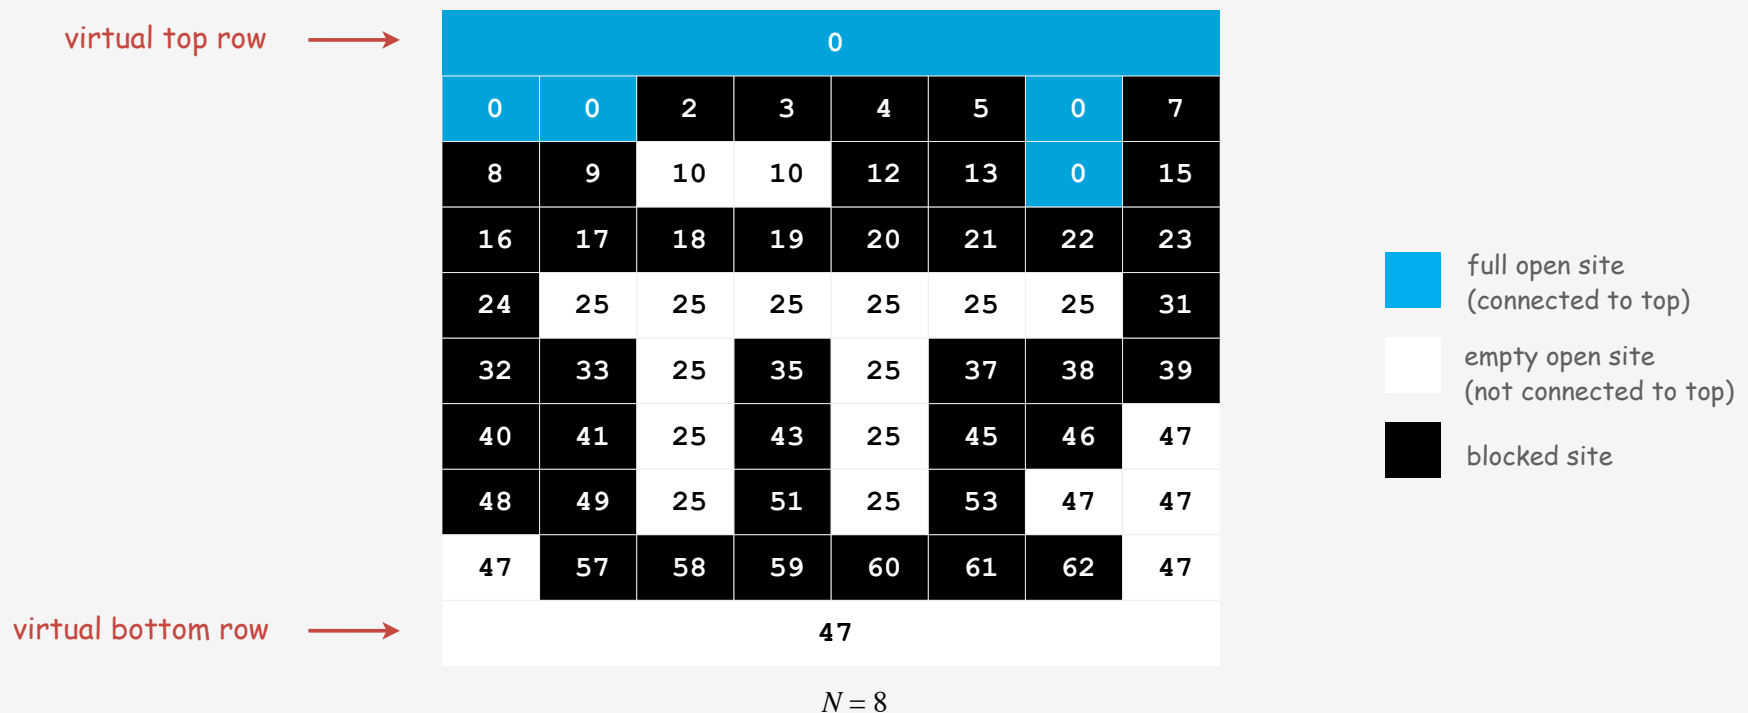 virtual top row
0
0 0 2 3 4 5 0 7
8 9 10 10 12 13 0 15
16 17 18 19 20 21 22 23
24 25 25 25 25 25 25 31
32 33 25 35 25 37 38 39
40 41 25 43 25 45 46 47
48 49 25 51 25 53 47 47
47 57 58 59 60 61 62 47
virtual bottom row
47
N = 8
full open site
(connected to top)
empty open site
(not connected to top)
blocked site